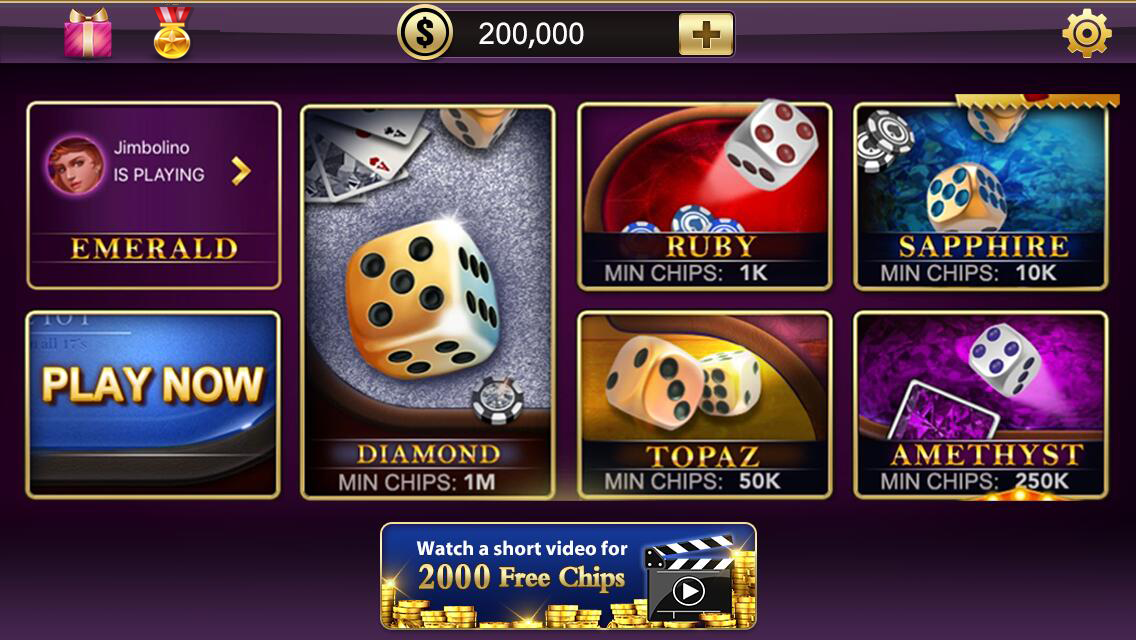 $ 200,000
Jimbolino
IS PLAYING
EMERALD
all 17's
PLAY NOW
A
A
DIAMOND
MIN CHIPS: 1M
RUBY
MIN CHIPS: 1K
SAPPHIRE
MIN CHIPS: 10K
TOPAZ
MIN CHIPS: 50K
AMETHYST
MIN CHIPS: 250K
Watch a short video for
2000 Free Chips